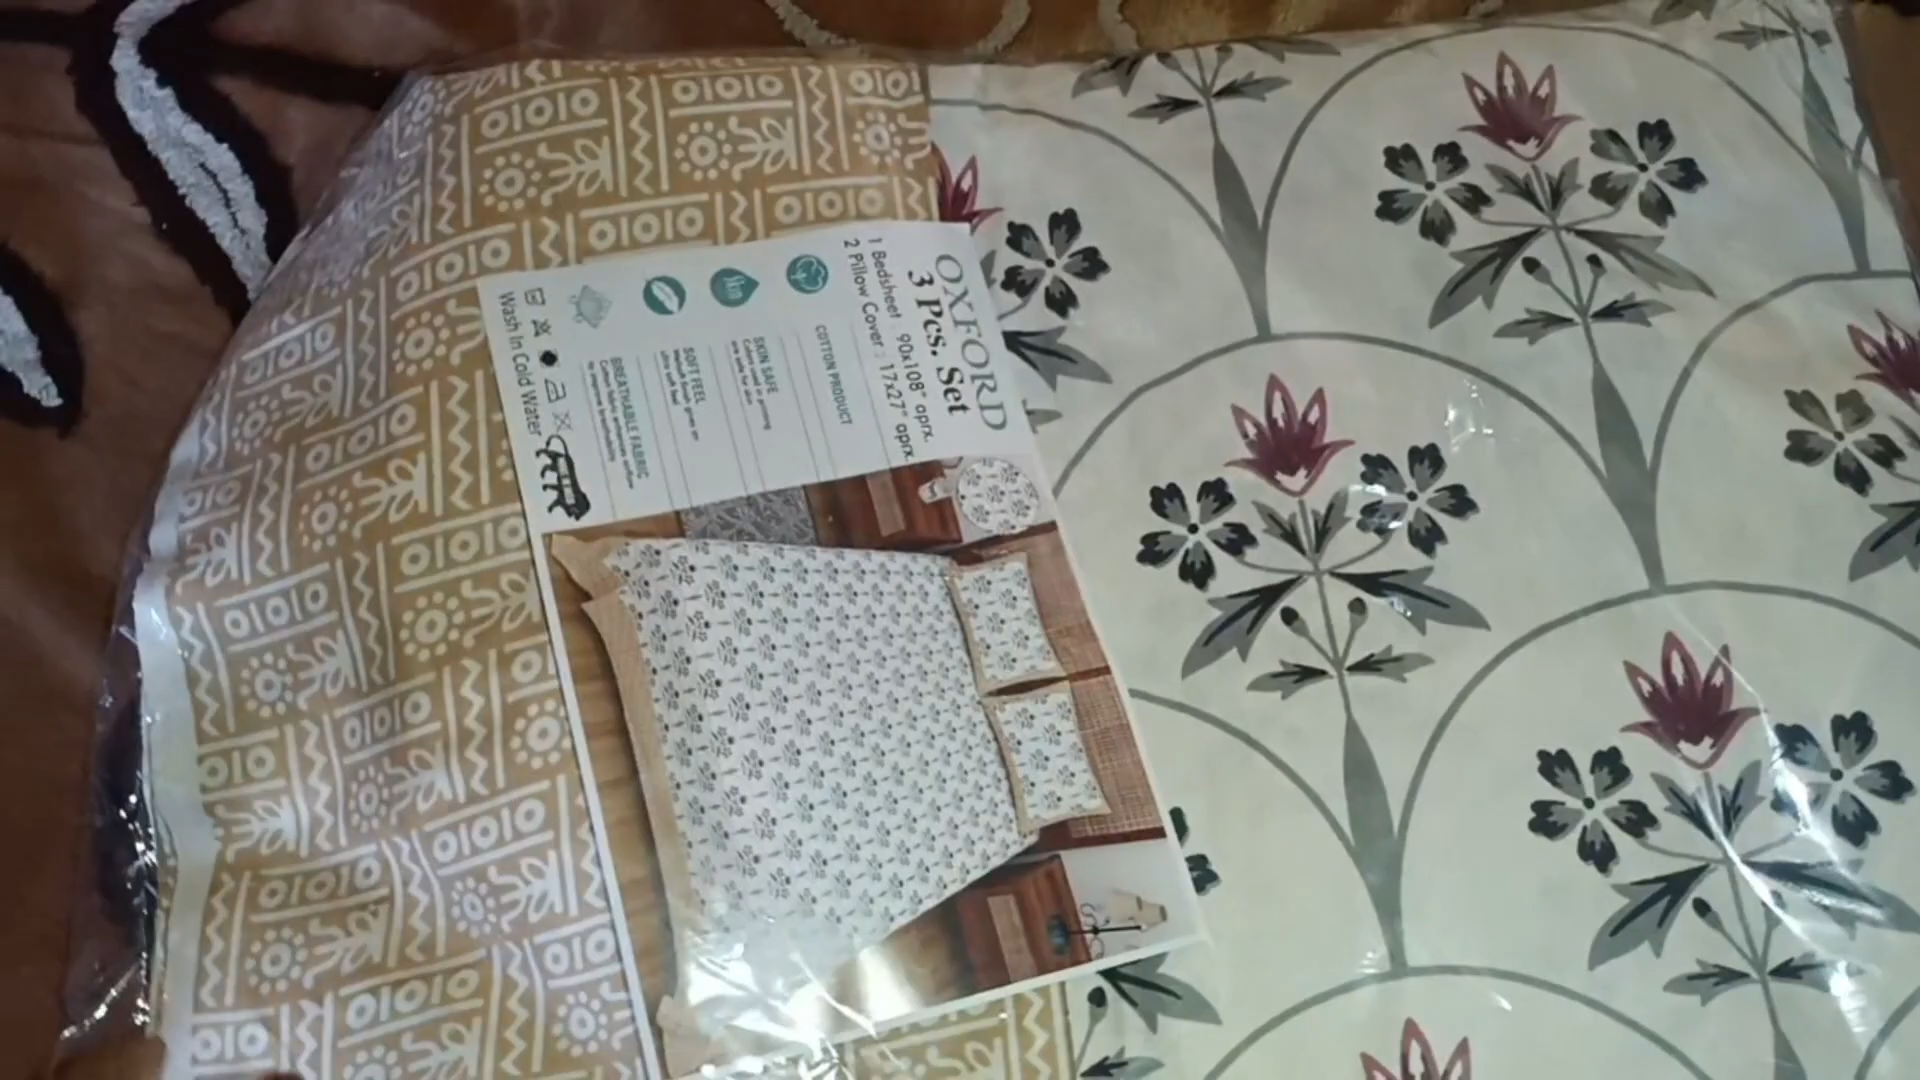 OXFORD
3 Pcs. Set
1 Bedsheet : 90x108" aprx.
2 Pillow Cover : 17x27" aprx.
COTTON PRODUCT
SKIN SAFE
SOFT FEEL
BREATHABLE FABRIC
Wash In Cold Water